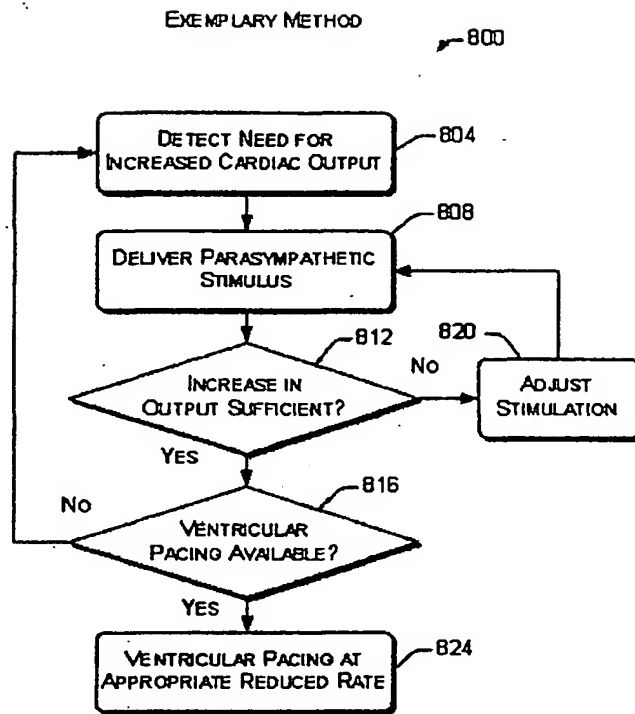 EXEMPLARY METHOD
800
DETECT NEED FOR
INCREASED CARDIAC OUTPUT
804
808
DELIVER PARASYMPATHETIC
STIMULUS
812
820
INCREASE IN
OUTPUT SUFFICIENT?
NO
ADJUST
STIMULATION
YES
816
NO
VENTRICULAR
PACING AVAILABLE?
YES
VENTRICULAR PACING AT
APPROPRIATE REDUCED RATE
824